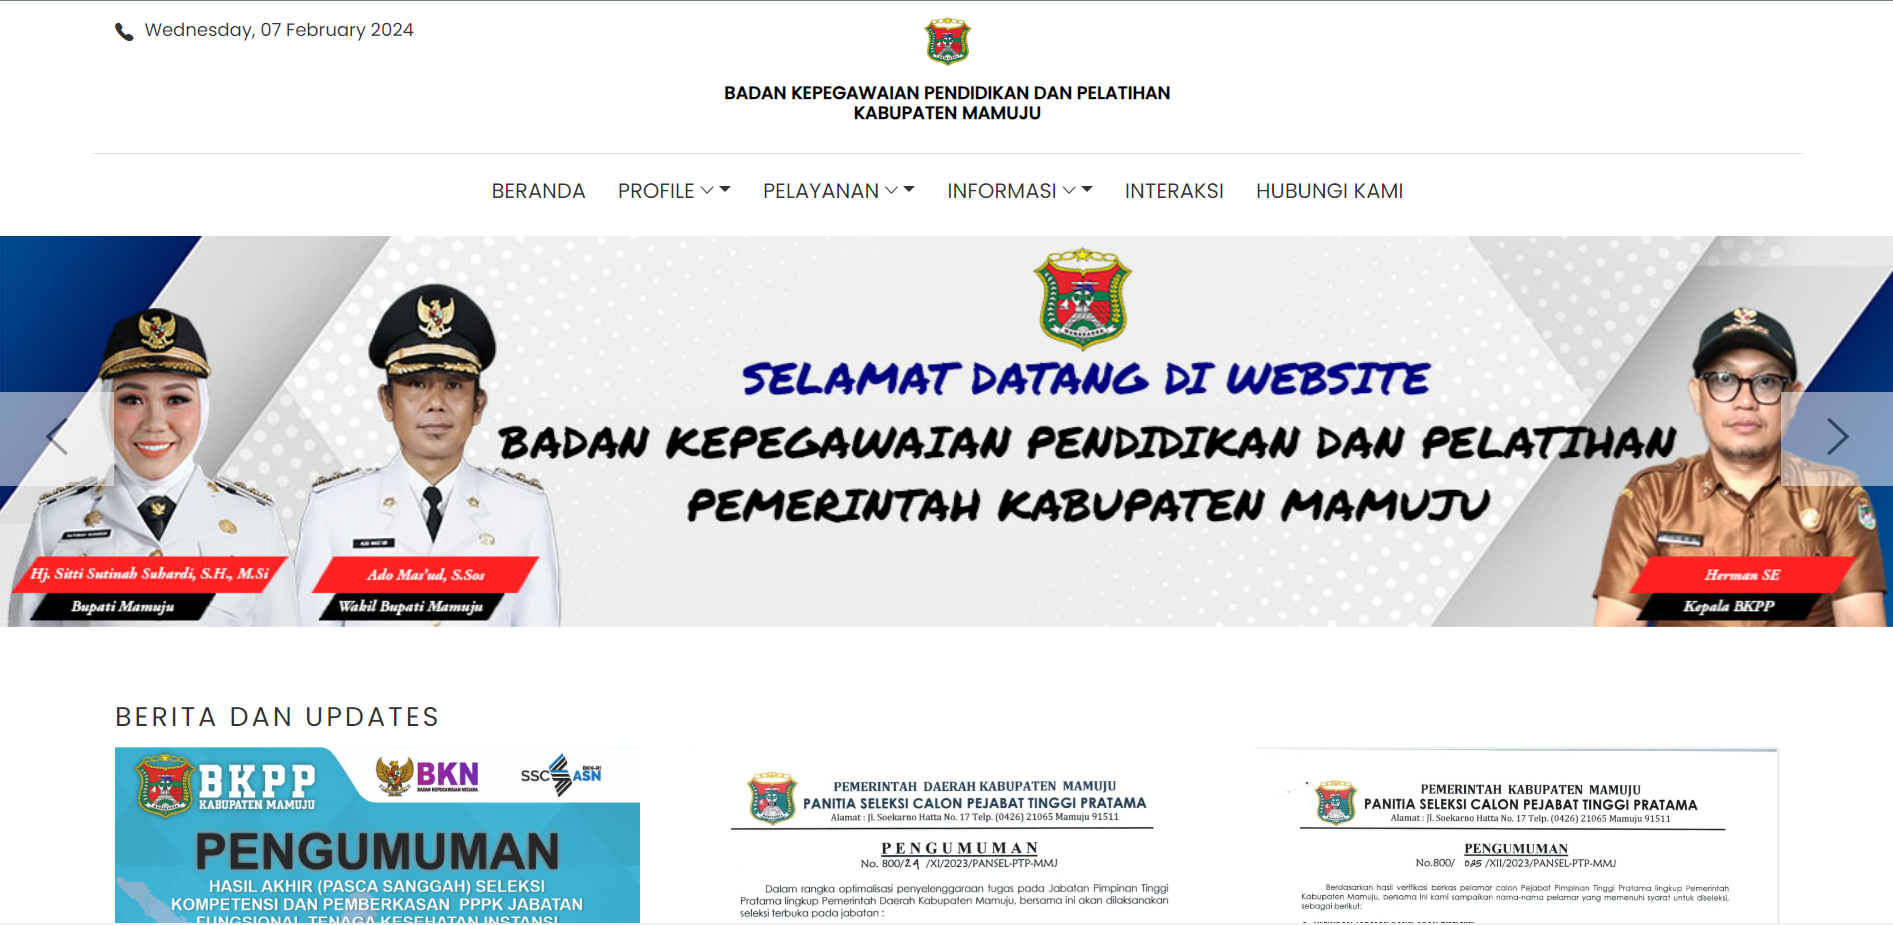 Wednesday, 07 February 2024
BADAN KEPEGAWAIAN PENDIDIKAN DAN PELATIHAN
KABUPATEN MAMUJU
BERANDA PROFILE PELAYANAN INFORMASI INTERAKSI HUBUNGI KAMI
SELAMAT DATANG DI WEBSITE
BADAN KEPEGAWAIAN PENDIDIKAN DAN PELATIHAN
PEMERINTAH KABUPATEN MAMUJU
Hj. Sitti Sutinah Suhardi, S.H., M.Si
Bupati Mamuju
Ado Mas'ud, S.Sos
Wakil Bupati Mamuju
Herman SE
Kepala BKPP
BERITA DAN UPDATES
BKPP
KABUPATEN MAMUJU
BKN
BADAN KEPEGAWAIAN NEGARA
SSC ASN
BKN-RI
PENGUMUMAN
HASIL AKHIR (PASCA SANGGAH) SELEKSI
KOMPETENSI DAN PEMBERKASAN PPPK JABATAN
FUNGSIONAL TENAGA KESEHATAN INSTANSI
PEMERINTAH DAERAH KABUPATEN MAMUJU
PANITIA SELEKSI CALON PEJABAT TINGGI PRATAMA
Alamat : Jl. Soekarno Hatta No. 17 Telp. (0426) 21065 Mamuju 91511
PENGUMUMAN
No. 800/29 /XI/2023/PANSEL-PTP-MMJ
Dalam rangka optimalisasi penyelenggaraan tugas pada Jabatan Pimpinan Tinggi
Pratama lingkup Pemerintah Daerah Kabupaten Mamuju, bersama ini akan dilaksanakan
seleksi terbuka pada jabatan :
PEMERINTAH KABUPATEN MAMUJU
PANITIA SELEKSI CALON PEJABAT TINGGI PRATAMA
Alamat : Jl. Soekarno Hatta No. 17 Telp. (0426) 21065 Mamuju 91511
PENGUMUMAN
No.800/ 085 /XII/2023/PANSEL-PTP-MMJ
Berdasarkan hasil verifikasi berkas pelamar calon Pejabat Pimpinan Tinggi Pratama lingkup Pemerintah
Kabupaten Mamuju, bersama ini kami sampaikan nama-nama pelamar yang memenuhi syarat untuk diseleksi,
sebagai berikut: